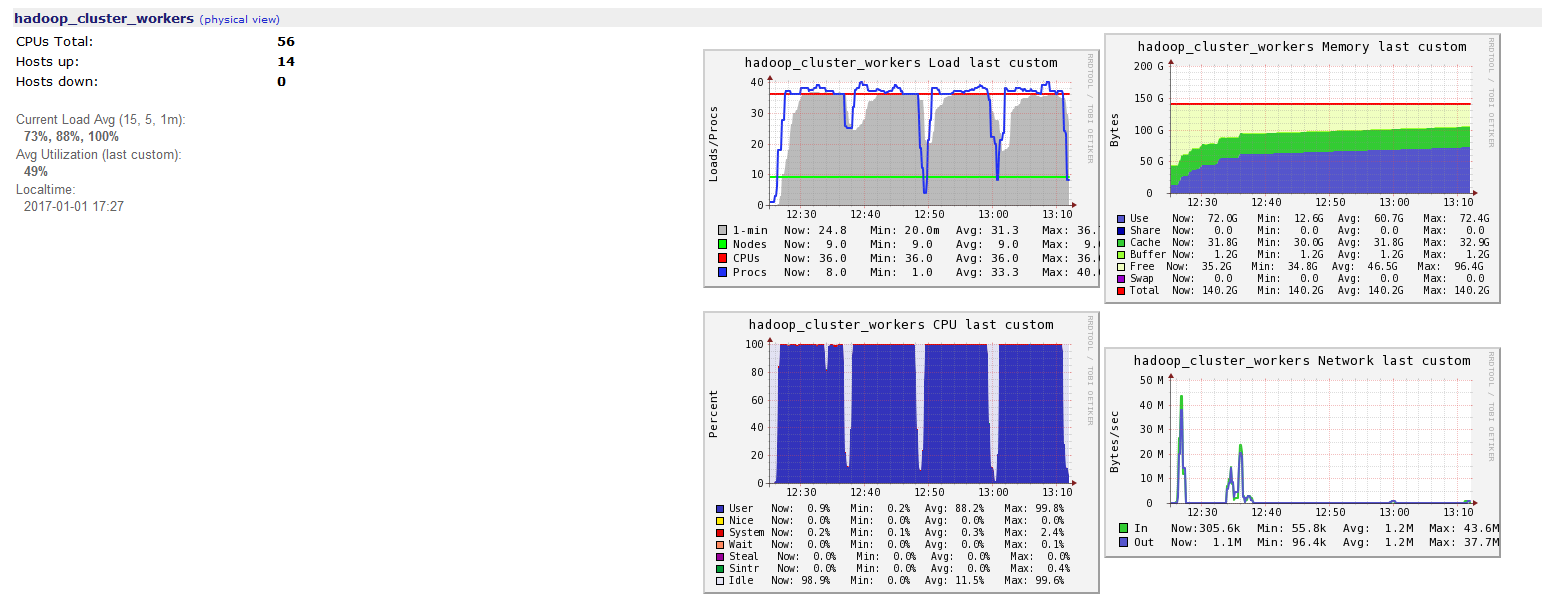 hadoop_cluster_workers (physical view)
CPUs Total: 56
Hosts up: 14
Hosts down: 0
Current Load Avg (15, 5, 1m):
73%, 88%, 100%
Avg Utilization (last custom):
49%
Localtime:
2017-01-01 17:27
hadoop_cluster_workers Load last custom
RRDTOOL / TOBI OETIKER
Loads/Procs
40
30
20
10
0
12:30 12:40 12:50 13:00 13:10
1-min Now: 24.8 Min: 20.0m Avg: 31.3 Max: 36.
Nodes Now: 9.0 Min: 9.0 Avg: 9.0 Max: 9.
CPUs Now: 36.0 Min: 36.0 Avg: 36.0 Max: 36.
Procs Now: 8.0 Min: 1.0 Avg: 33.3 Max: 40.
hadoop_cluster_workers Memory last custom
RRDTOOL / TOBI OETIKER
Bytes
200 G
150 G
100 G
50 G
0
12:30 12:40 12:50 13:00 13:10
Use Now: 72.0G Min: 12.6G Avg: 60.7G Max: 72.4G
Share Now: 0.0 Min: 0.0 Avg: 0.0 Max: 0.0
Cache Now: 31.8G Min: 30.0G Avg: 31.8G Max: 32.9G
Buffer Now: 1.2G Min: 1.2G Avg: 1.2G Max: 1.2G
Free Now: 35.2G Min: 34.8G Avg: 46.5G Max: 96.4G
Swap Now: 0.0 Min: 0.0 Avg: 0.0 Max: 0.0
Total Now: 140.2G Min: 140.2G Avg: 140.2G Max: 140.2G
hadoop_cluster_workers CPU last custom
RRDTOOL / TOBI OETIKER
Percent
100
80
60
40
20
0
12:30 12:40 12:50 13:00 13:10
User Now: 0.9% Min: 0.2% Avg: 88.2% Max: 99.8%
Nice Now: 0.0% Min: 0.0% Avg: 0.0% Max: 0.0%
System Now: 0.2% Min: 0.1% Avg: 0.3% Max: 2.4%
Wait Now: 0.0% Min: 0.0% Avg: 0.0% Max: 0.1%
Steal Now: 0.0% Min: 0.0% Avg: 0.0% Max: 0.0%
Sintr Now: 0.0% Min: 0.0% Avg: 0.0% Max: 0.4%
Idle Now: 98.9% Min: 0.0% Avg: 11.5% Max: 99.6%
hadoop_cluster_workers Network last custom
RRDTOOL / TOBI OETIKER
Bytes/sec
50 M
40 M
30 M
20 M
10 M
0
12:30 12:40 12:50 13:00 13:10
In Now:305.6k Min: 55.8k Avg: 1.2M Max: 43.6M
Out Now: 1.1M Min: 96.4k Avg: 1.2M Max: 37.7M